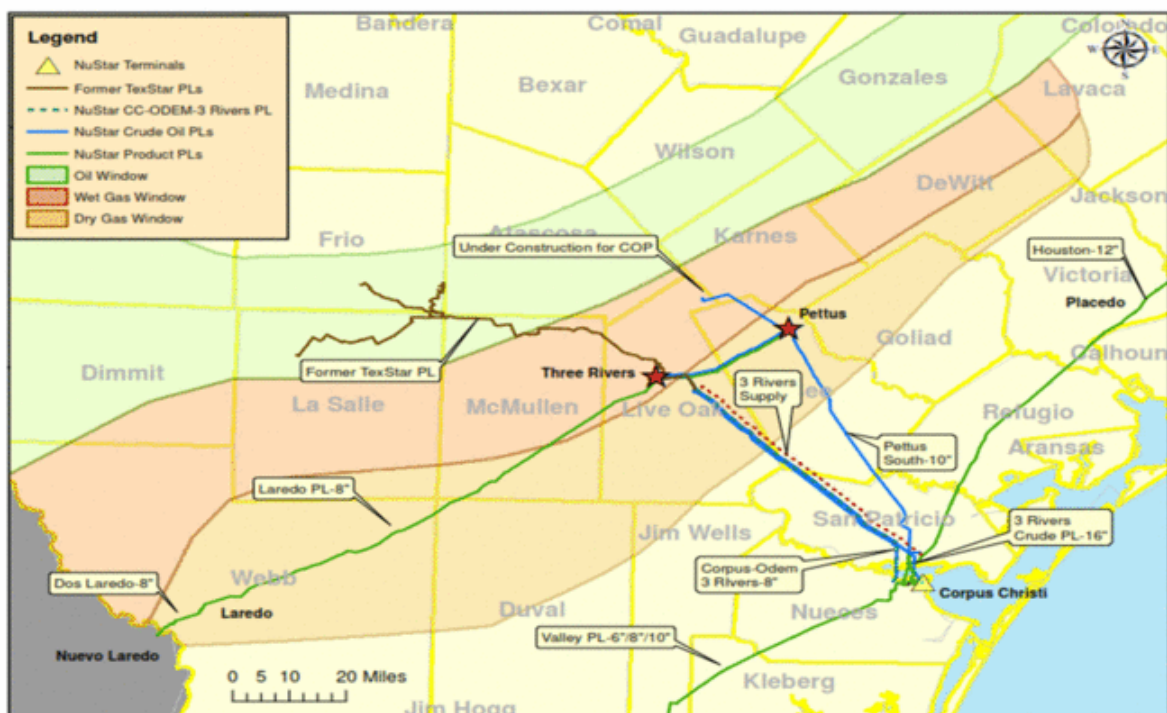 Bandera
Comal
Colorado
Guadalupe
Legend
NuStar Terminals
Former TexStar PLs
NuStar CC-ODEM-3 Rivers PL
NuStar Crude Oil PLs
NuStar Product PLs
Oil Window
Wet Gas Window
Dry Gas Window
N
W
E
S
Medina
Bexar
Gonzales
Lavaca
Wilson
DeWitt
Jackson
Frio
Atascosa
Karnes
Under Construction for COP
Houston-12"
Victoria
Placedo
Pettus
Goliad
Calhoun
Dimmit
Former TexStar PL
Three Rivers
3 Rivers
Supply
La Salle
McMullen
Live Oak
Refugio
Aransas
Pettus
South-10"
Laredo PL-8"
Jim Wells
San Patricio
3 Rivers
Crude PL-16"
Corpus-Odem
3 Rivers-8"
Dos Laredo-8"
Webb
Laredo
Duval
Nueces
Corpus Christi
Valley PL-6"/8"/10"
Nuevo Laredo
0 5 10 20 Miles
Kleberg
Jim Hogg